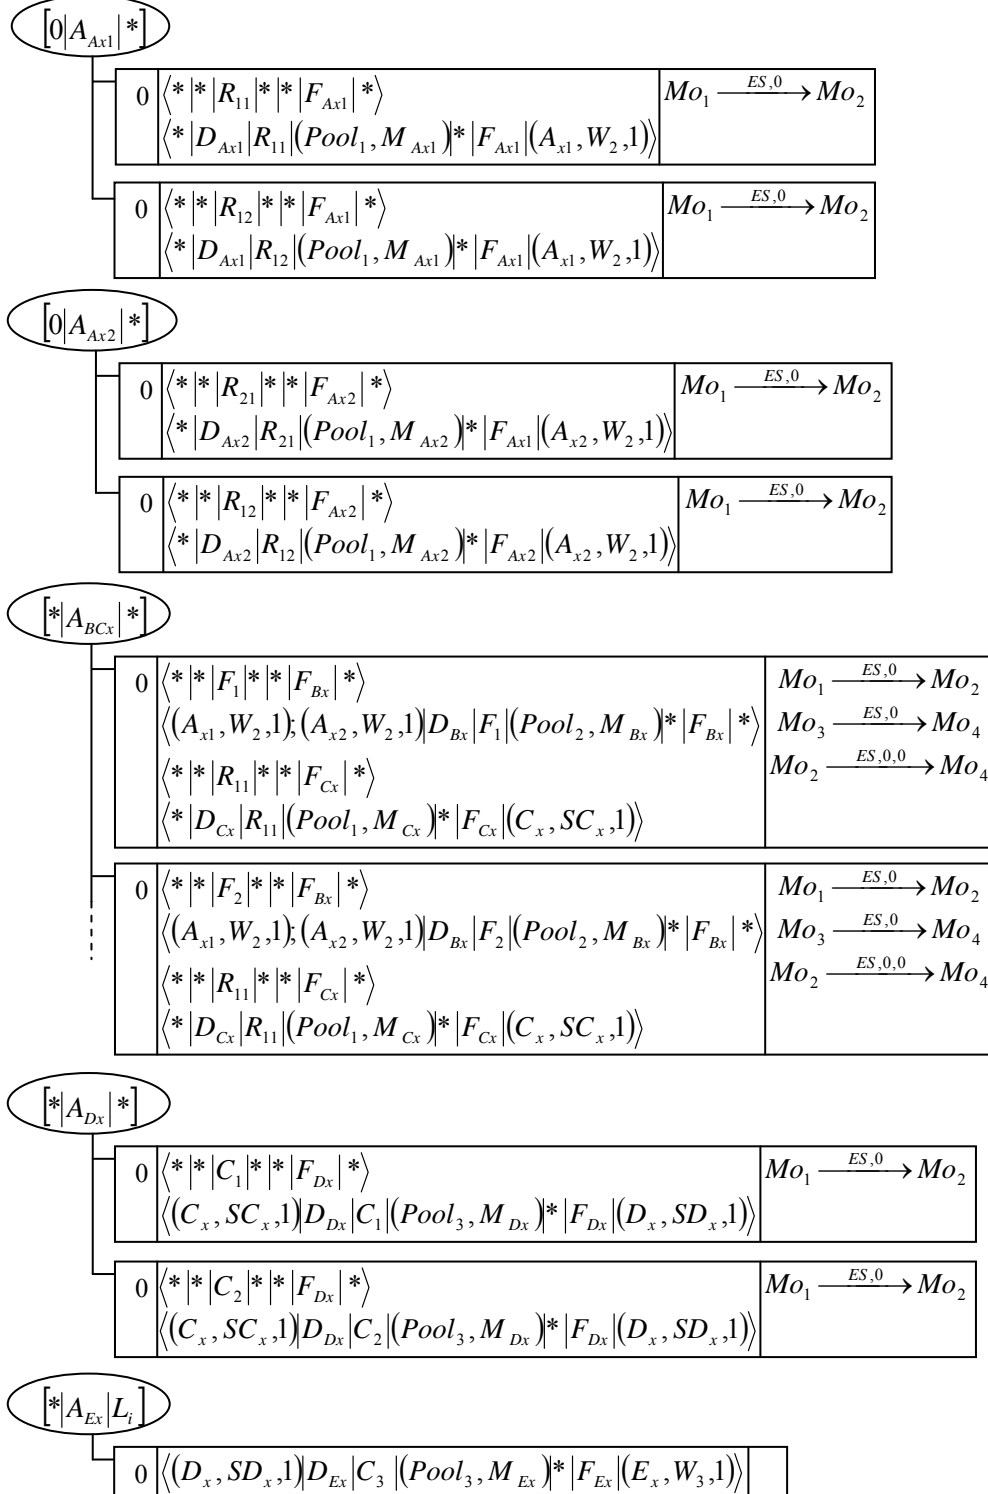 [0|A_{Ax1}|*]
0 ⟨*|*|R_{11}|*|*|F_{Ax1}|*⟩ Mo_1 —ES,0→ Mo_2
⟨*|D_{Ax1}|R_{11}|(Pool_1, M_{Ax1})|*|F_{Ax1}|(A_{x1}, W_2,1)⟩
0 ⟨*|*|R_{12}|*|*|F_{Ax1}|*⟩ Mo_1 —ES,0→ Mo_2
⟨*|D_{Ax1}|R_{12}|(Pool_1, M_{Ax1})|*|F_{Ax1}|(A_{x1}, W_2,1)⟩
[0|A_{Ax2}|*]
0 ⟨*|*|R_{21}|*|*|F_{Ax2}|*⟩ Mo_1 —ES,0→ Mo_2
⟨*|D_{Ax2}|R_{21}|(Pool_1, M_{Ax2})|*|F_{Ax1}|(A_{x2}, W_2,1)⟩
0 ⟨*|*|R_{12}|*|*|F_{Ax2}|*⟩ Mo_1 —ES,0→ Mo_2
⟨*|D_{Ax2}|R_{12}|(Pool_1, M_{Ax2})|*|F_{Ax2}|(A_{x2}, W_2,1)⟩
[*|A_{BCx}|*]
0 ⟨*|*|F_1|*|*|F_{Bx}|*⟩ Mo_1 —ES,0→ Mo_2
⟨(A_{x1}, W_2,1);(A_{x2}, W_2,1)|D_{Bx}|F_1|(Pool_2, M_{Bx})|*|F_{Bx}|*⟩ Mo_3 —ES,0→ Mo_4
⟨*|*|R_{11}|*|*|F_{Cx}|*⟩ Mo_2 —ES,0,0→ Mo_4
⟨*|D_{Cx}|R_{11}|(Pool_1, M_{Cx})|*|F_{Cx}|(C_x, SC_x,1)⟩
0 ⟨*|*|F_2|*|*|F_{Bx}|*⟩ Mo_1 —ES,0→ Mo_2
⟨(A_{x1}, W_2,1);(A_{x2}, W_2,1)|D_{Bx}|F_2|(Pool_2, M_{Bx})|*|F_{Bx}|*⟩ Mo_3 —ES,0→ Mo_4
⟨*|*|R_{11}|*|*|F_{Cx}|*⟩ Mo_2 —ES,0,0→ Mo_4
⟨*|D_{Cx}|R_{11}|(Pool_1, M_{Cx})|*|F_{Cx}|(C_x, SC_x,1)⟩
[*|A_{Dx}|*]
0 ⟨*|*|C_1|*|*|F_{Dx}|*⟩ Mo_1 —ES,0→ Mo_2
⟨(C_x, SC_x,1)|D_{Dx}|C_1|(Pool_3, M_{Dx})|*|F_{Dx}|(D_x, SD_x,1)⟩
0 ⟨*|*|C_2|*|*|F_{Dx}|*⟩ Mo_1 —ES,0→ Mo_2
⟨(C_x, SC_x,1)|D_{Dx}|C_2|(Pool_3, M_{Dx})|*|F_{Dx}|(D_x, SD_x,1)⟩
[*|A_{Ex}|L_i]
0 ⟨(D_x, SD_x,1)|D_{Ex}|C_3|(Pool_3, M_{Ex})|*|F_{Ex}|(E_x, W_3,1)⟩